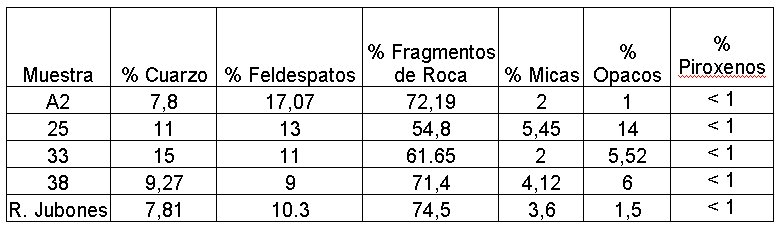 Muestra | % Cuarzo | % Feldespatos | % Fragmentos de Roca | % Micas | % Opacos | % Piroxenos
A2 | 7,8 | 17,07 | 72,19 | 2 | 1 | < 1
25 | 11 | 13 | 54,8 | 5,45 | 14 | < 1
33 | 15 | 11 | 61.65 | 2 | 5,52 | < 1
38 | 9,27 | 9 | 71,4 | 4,12 | 6 | < 1
R. Jubones | 7,81 | 10.3 | 74,5 | 3,6 | 1,5 | < 1